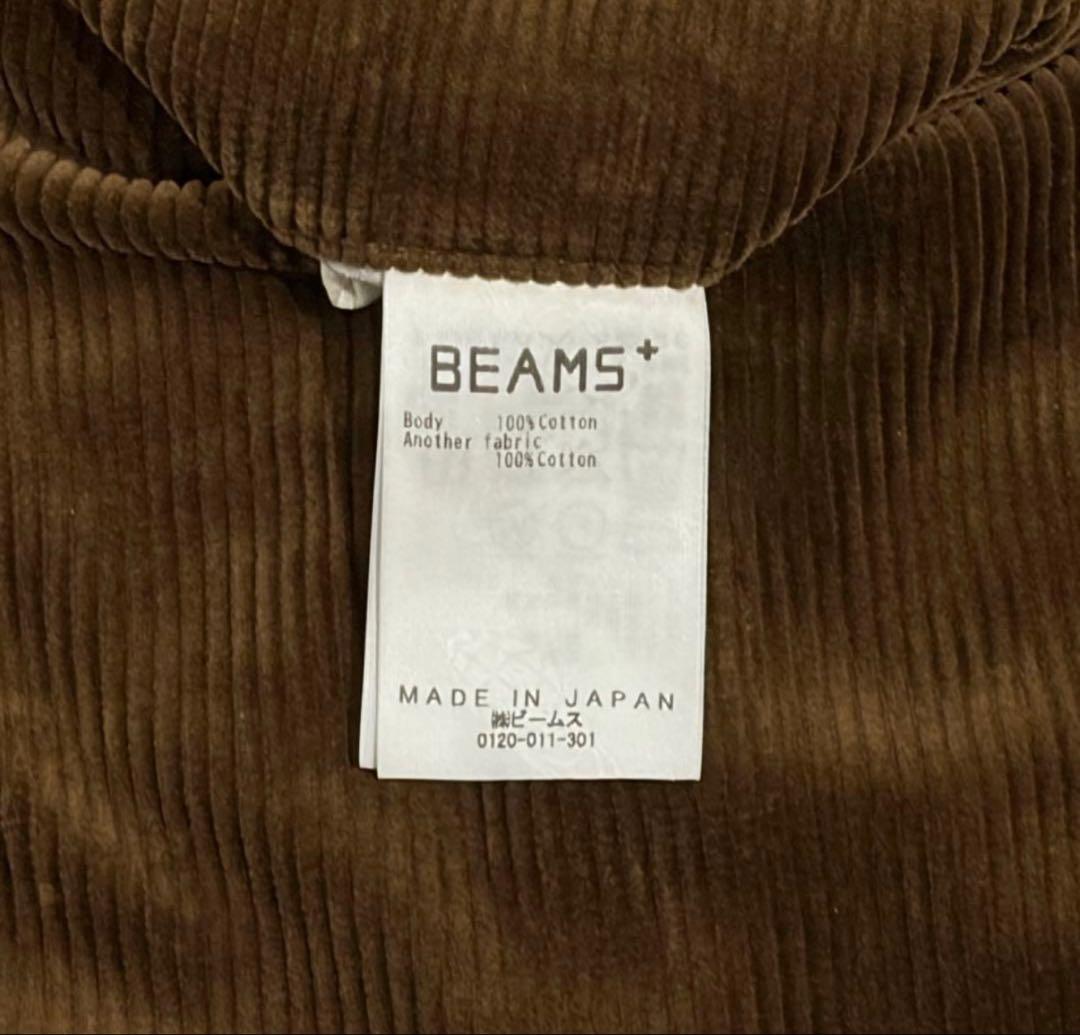 BEAMS+
Body 100%Cotton
Another fabric
100%Cotton
MADE IN JAPAN
㈱ビームス
0120-011-301